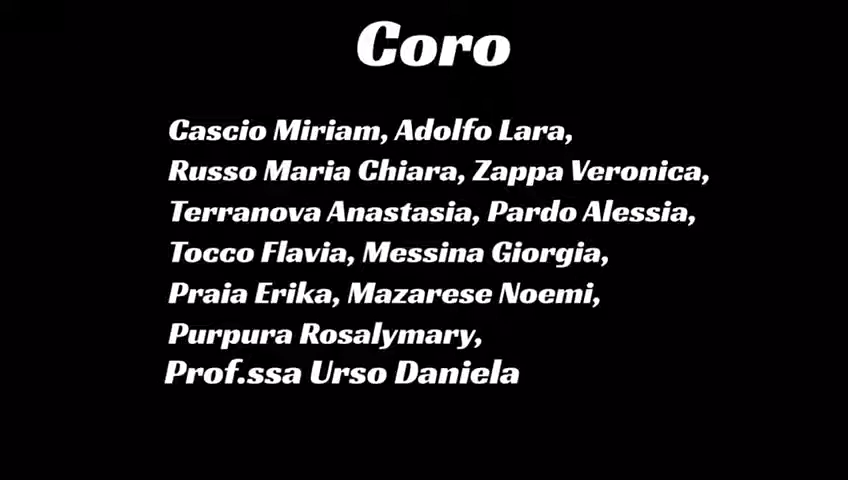 Coro
Cascio Miriam, Adolfo Lara,
Russo Maria Chiara, Zappa Veronica,
Terranova Anastasia, Pardo Alessia,
Tocco Flavia, Messina Giorgia,
Praia Erika, Mazarese Noemi,
Purpura Rosalymary,
Prof.ssa Urso Daniela